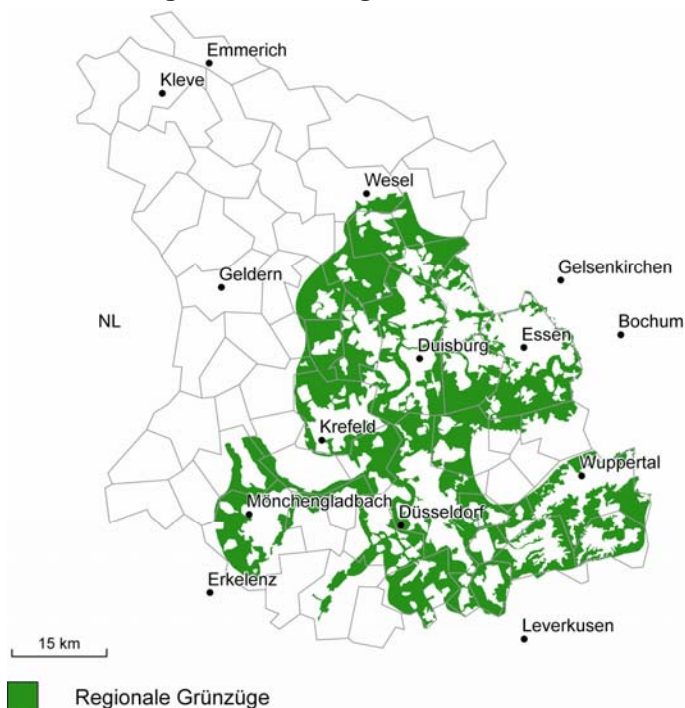 Emmerich
Kleve
Wesel
Geldern
Gelsenkirchen
NL
Bochum
Duisburg
Essen
Krefeld
Wuppertal
Mönchengladbach
Düsseldorf
Erkelenz
Leverkusen
15 km
Regionale Grünzüge